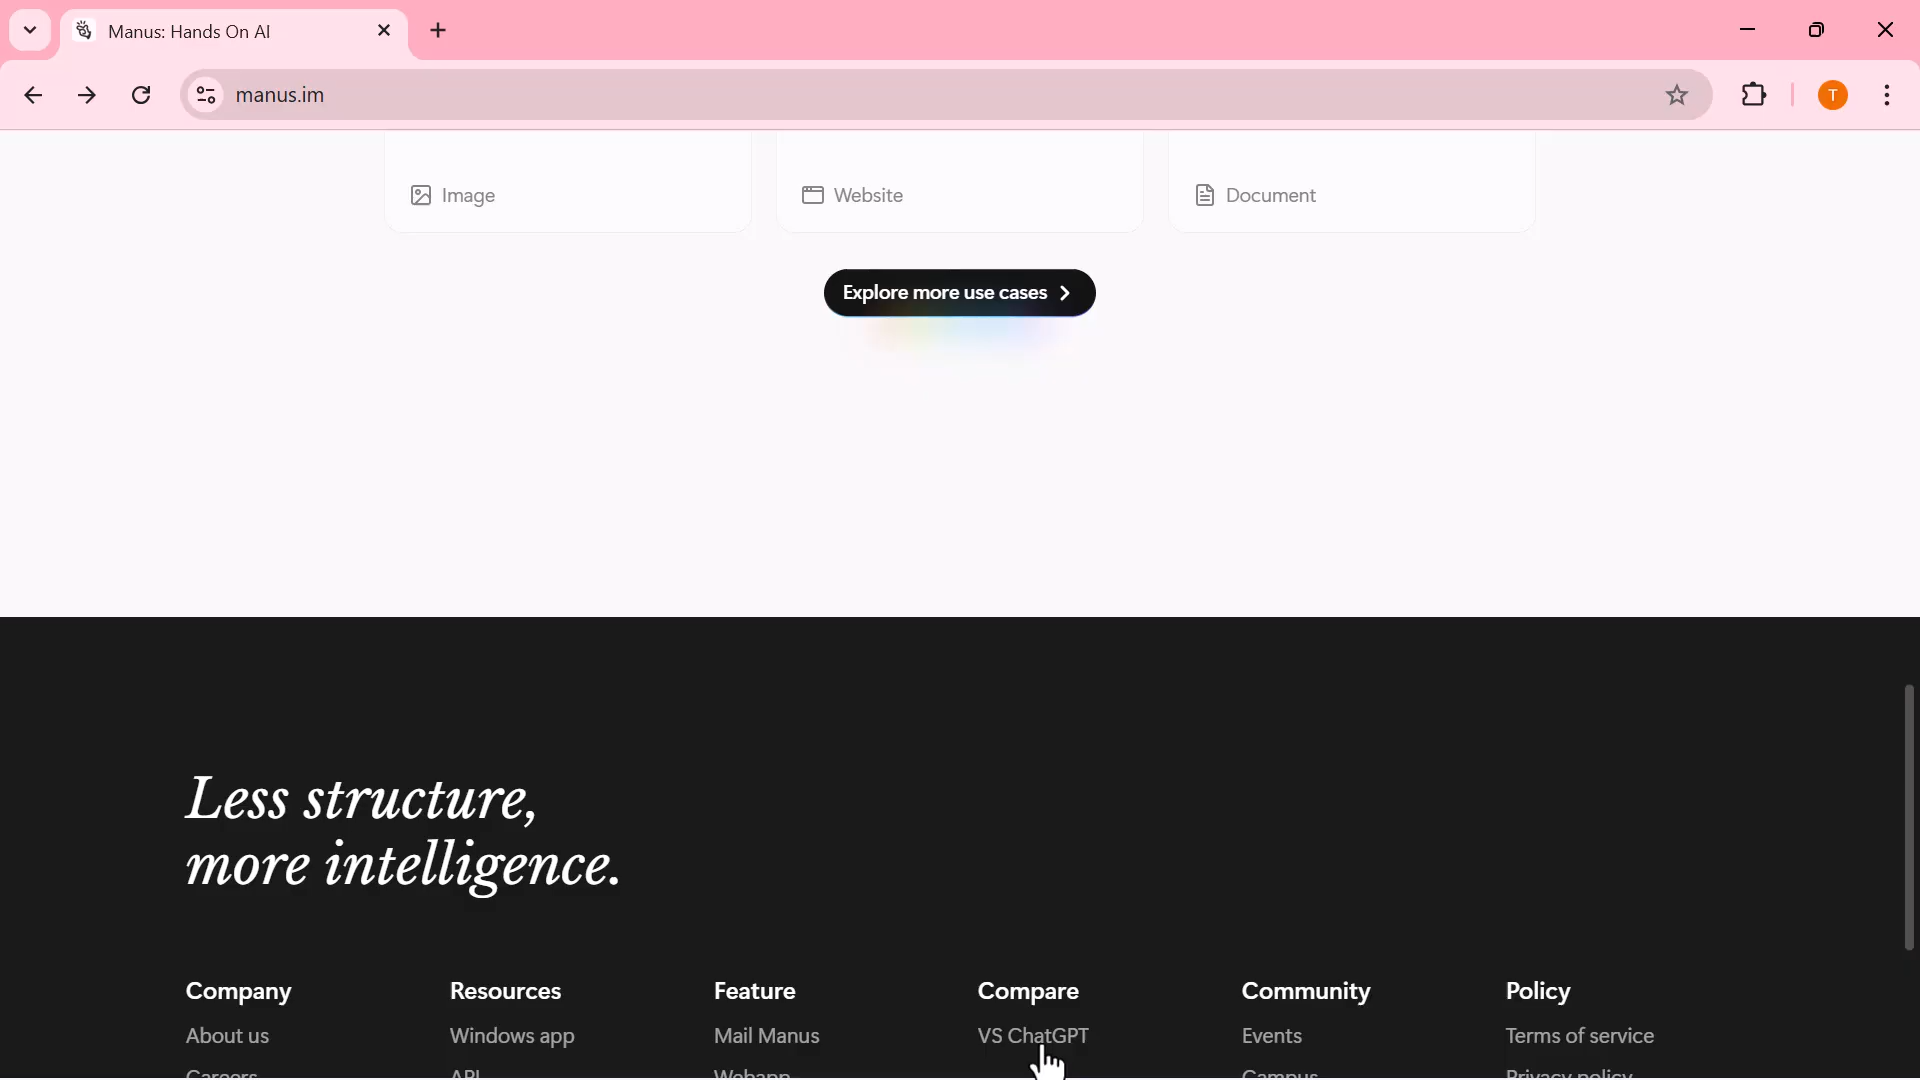 Manus: Hands On AI
manus.im
T
Image
Website
Document
Explore more use cases
Less structure,
more intelligence.
Company
Resources
Feature
Compare
Community
Policy
About us
Windows app
Mail Manus
VS ChatGPT
Events
Terms of service
Careers
API
Webapp
Campus
Privacy policy